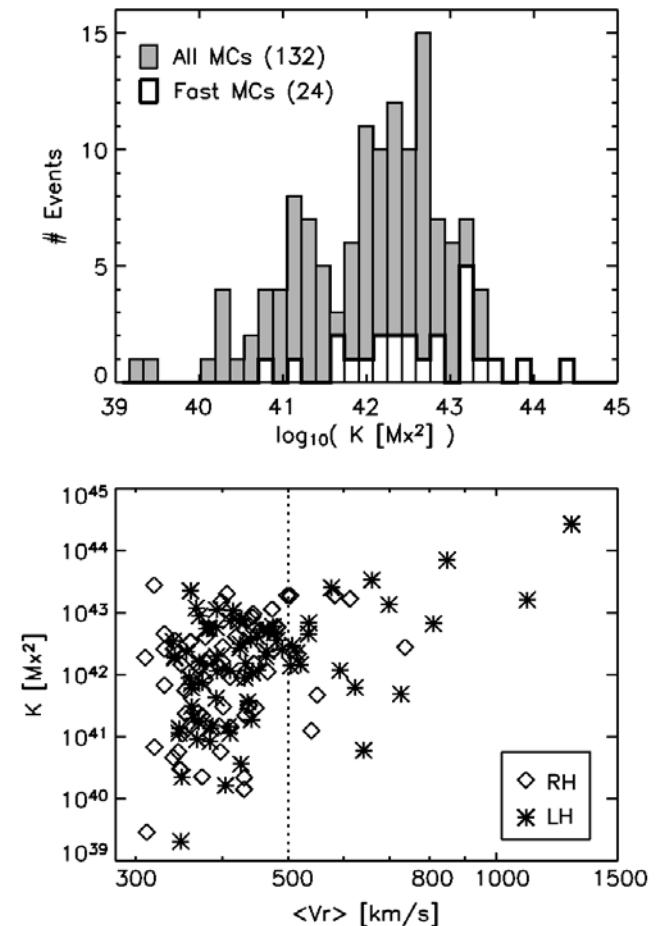 15
All MCs (132)
Fast MCs (24)
10
# Events
5
0
39 40 41 42 43 44 45
log₁₀( K [Mx²] )
10⁴⁵
10⁴⁴
10⁴³
K [Mx²]
10⁴²
10⁴¹
10⁴⁰
10³⁹
RH
LH
300 500 1000 1500
<Vr> [km/s]